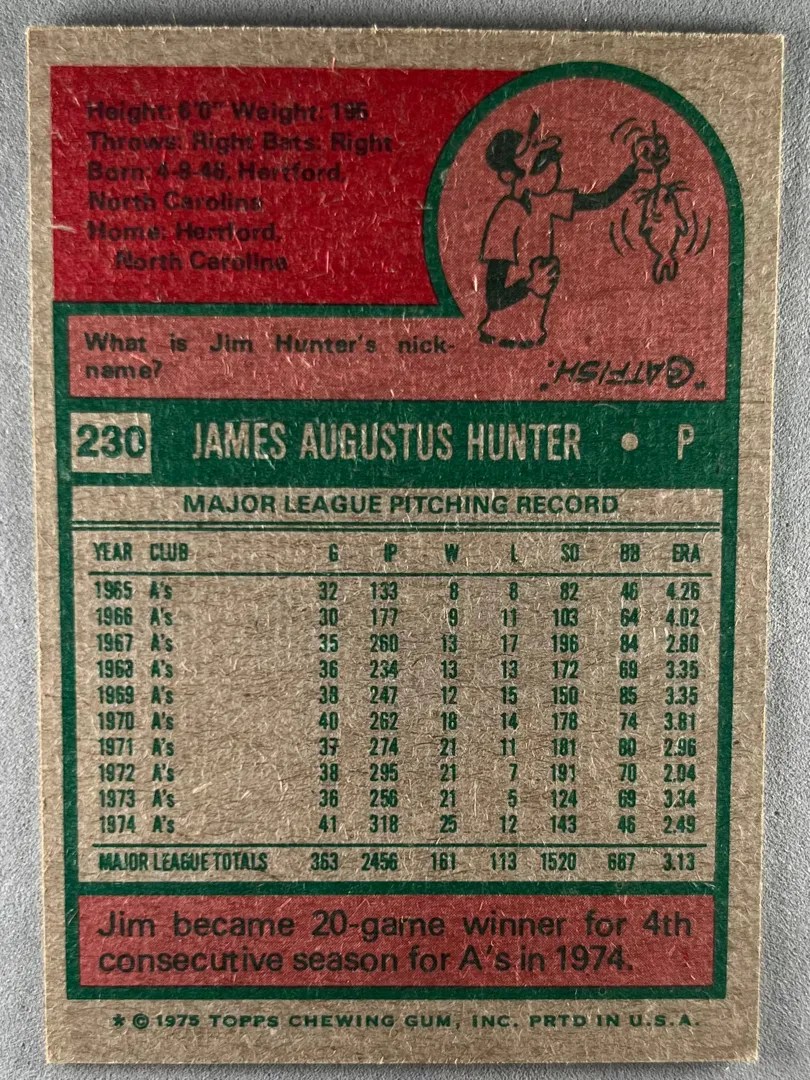 Height: 6'0" Weight: 195
Throws: Right Bats: Right
Born: 4-8-46, Hertford,
North Carolina
Home: Hertford,
North Carolina
What is Jim Hunter's nick-
name?
"CATFISH."
230 JAMES AUGUSTUS HUNTER • P
MAJOR LEAGUE PITCHING RECORD
YEAR CLUB G IP W L SO BB ERA
1965 A's 32 133 8 8 82 46 4.26
1966 A's 30 177 9 11 103 64 4.02
1967 A's 35 260 13 17 196 84 2.80
1968 A's 36 234 13 13 172 69 3.35
1969 A's 38 247 12 15 150 85 3.35
1970 A's 40 262 18 14 178 74 3.81
1971 A's 37 274 21 11 181 80 2.96
1972 A's 38 295 21 7 191 70 2.04
1973 A's 36 256 21 5 124 69 3.34
1974 A's 41 318 25 12 143 46 2.49
MAJOR LEAGUE TOTALS 363 2456 161 113 1520 687 3.13
Jim became 20-game winner for 4th
consecutive season for A's in 1974.
* © 1975 TOPPS CHEWING GUM, INC. PRTD IN U.S.A.